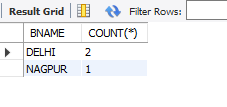 Result Grid Filter Rows:
BNAME COUNT(*)
DELHI 2
NAGPUR 1